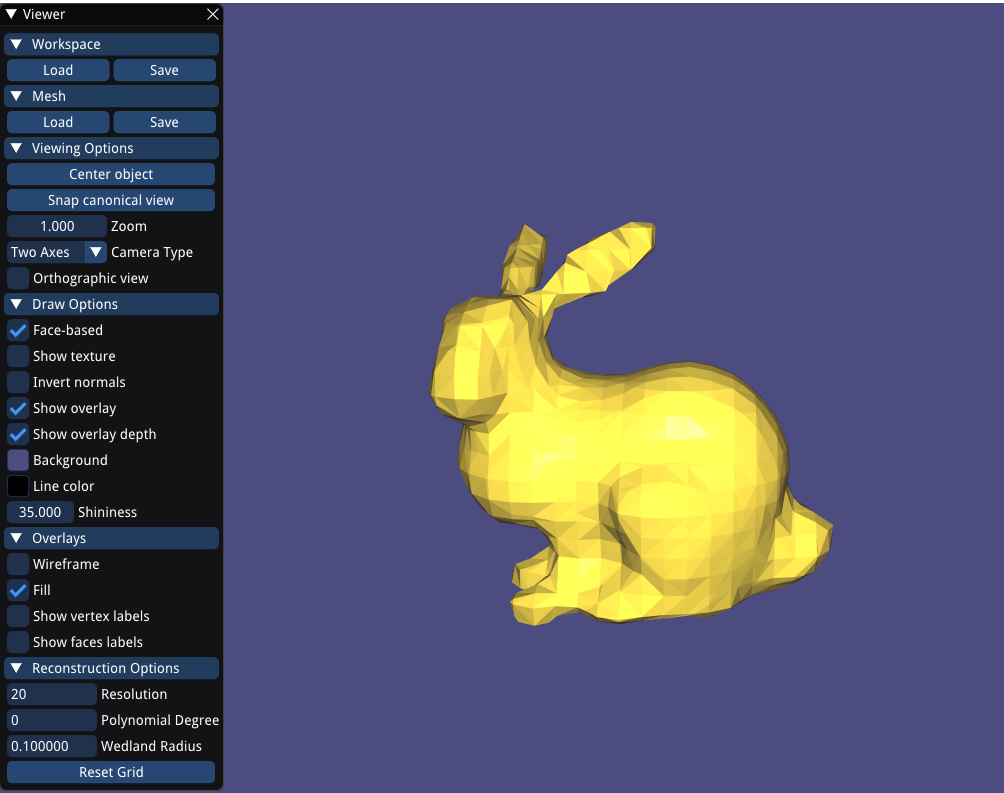 Viewer
Workspace
Load Save
Mesh
Load Save
Viewing Options
Center object
Snap canonical view
1.000 Zoom
Two Axes Camera Type
Orthographic view
Draw Options
Face-based
Show texture
Invert normals
Show overlay
Show overlay depth
Background
Line color
35.000 Shininess
Overlays
Wireframe
Fill
Show vertex labels
Show faces labels
Reconstruction Options
20 Resolution
0 Polynomial Degree
0.100000 Wedland Radius
Reset Grid